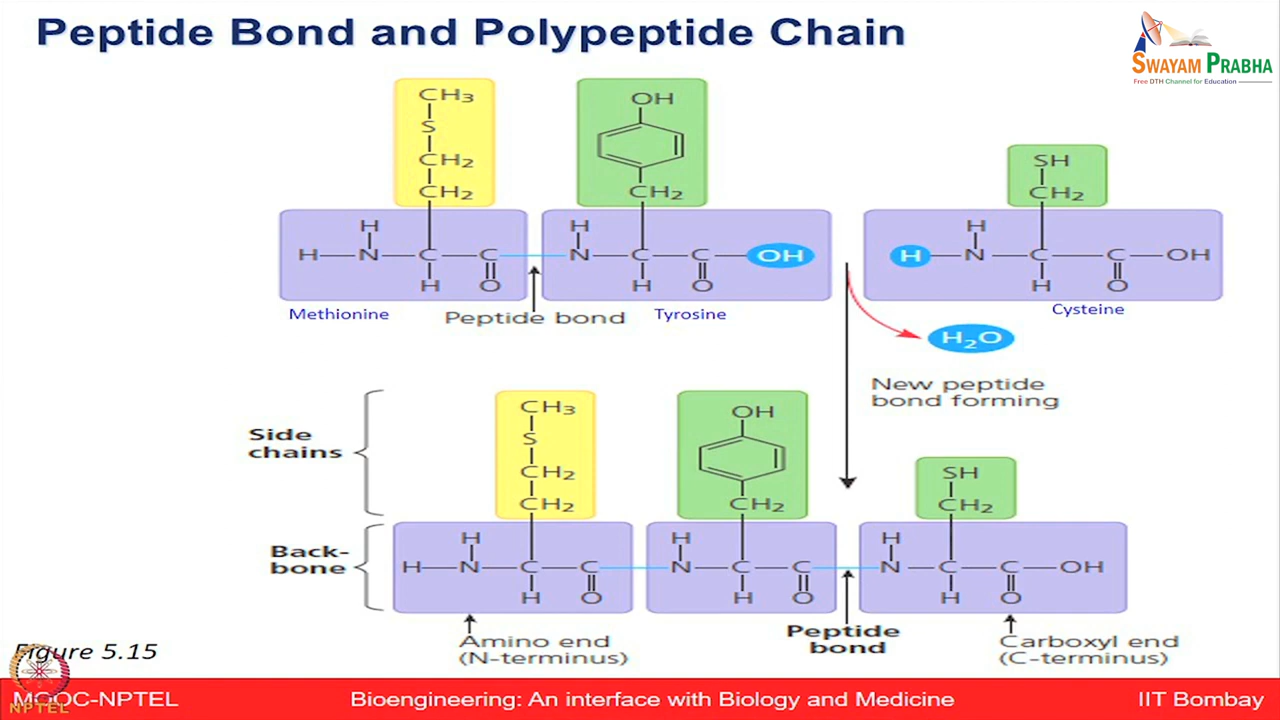 Peptide Bond and Polypeptide Chain
SWAYAM PRABHA
Free DTH Channel for Education
CH3
S
CH2
CH2
OH
CH2
SH
CH2
H
H N C C
H O
H
N C C OH
H O
H
H N C C OH
H O
Methionine
Peptide bond
Tyrosine
Cysteine
H2O
New peptide
bond forming
Side
chains
CH3
S
CH2
CH2
OH
CH2
SH
CH2
Back-
bone
H H H
H N C C N C C N C C OH
H O H O H O
Amino end
(N-terminus)
Peptide
bond
Carboxyl end
(C-terminus)
Figure 5.15
NPTEL
MOOC-NPTEL
Bioengineering: An interface with Biology and Medicine
IIT Bombay